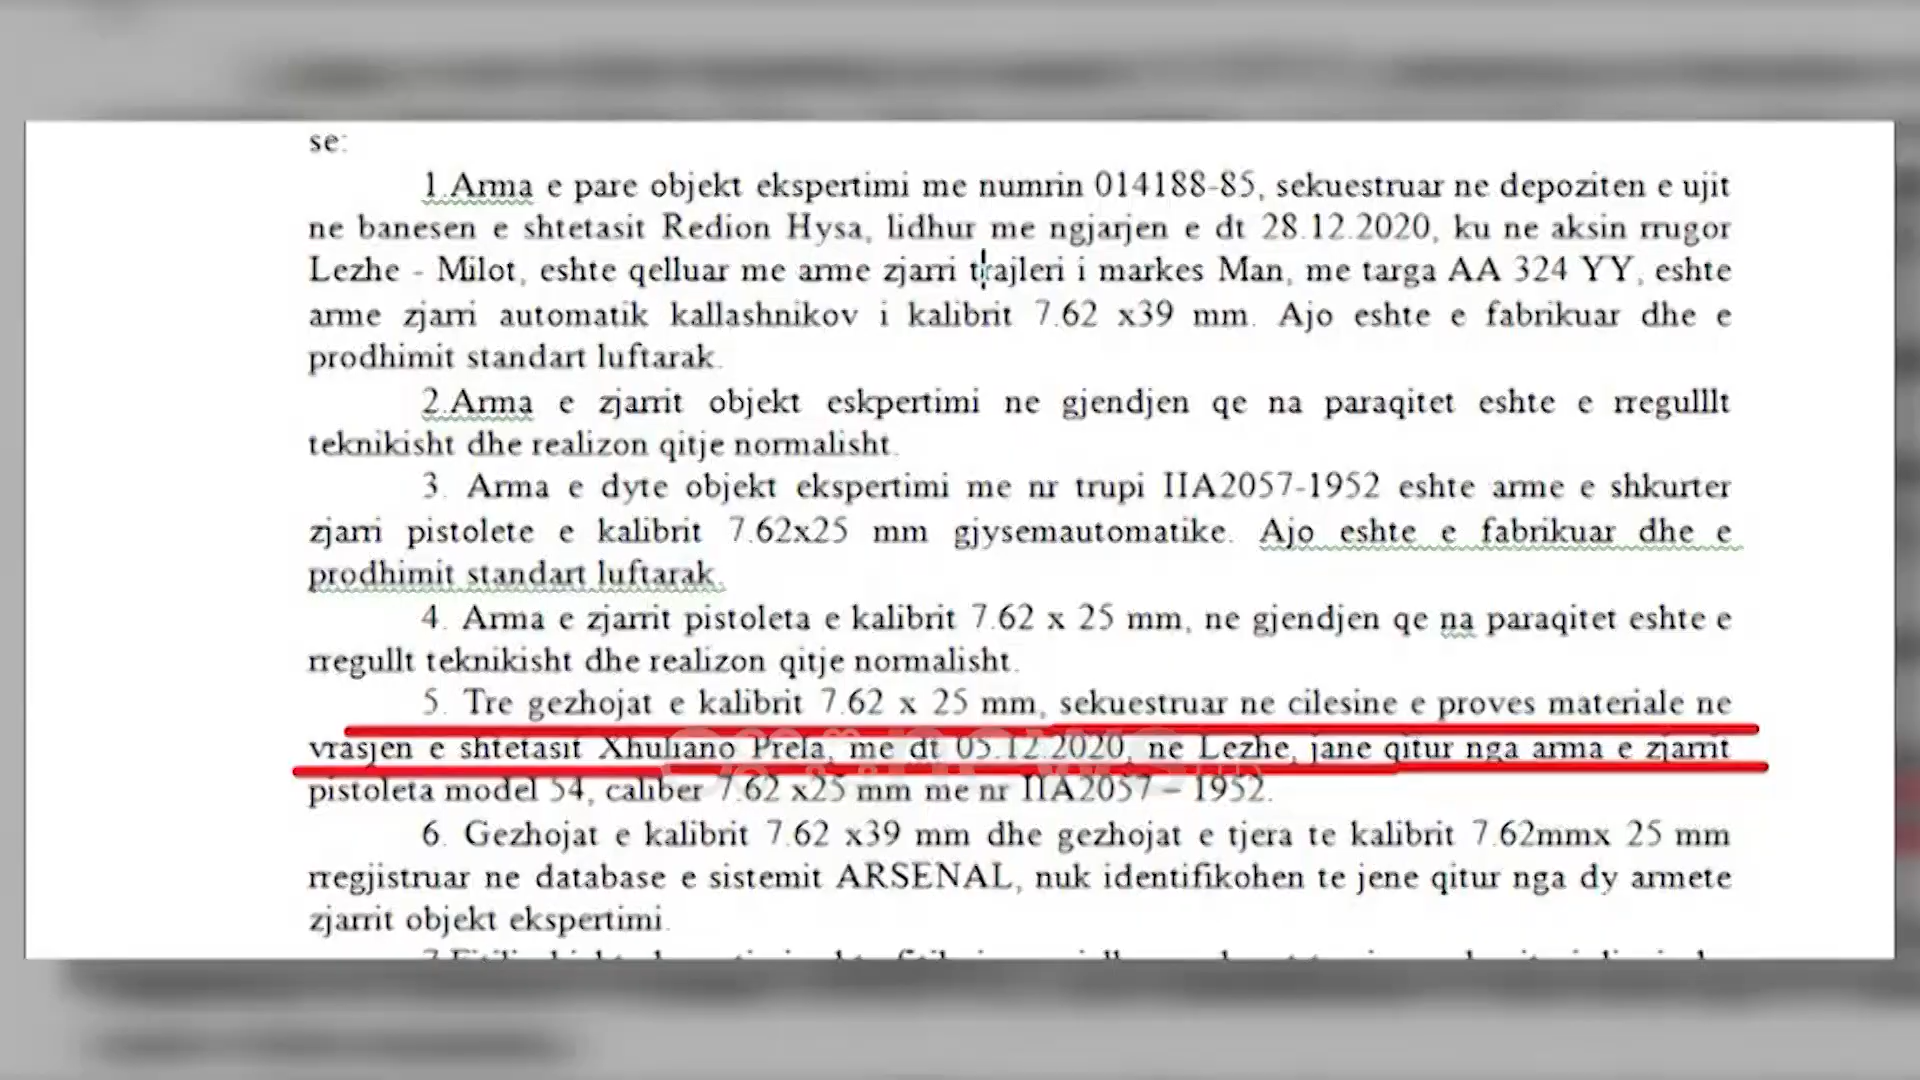 se:
1.Arma e pare objekt ekspertimi me numrin 014188-85, sekuestruar ne depoziten e ujit
ne banesen e shtetasit Redion Hysa, lidhur me ngjarjen e dt 28.12.2020, ku ne aksin rrugor
Lezhe - Milot, eshte qelluar me arme zjarri trajleri i markes Man, me targa AA 324 YY, eshte
arme zjarri automatik kallashnikov i kalibrit 7.62 x39 mm. Ajo eshte e fabrikuar dhe e
prodhimit standart luftarak.
2.Arma e zjarrit objekt eskpertimi ne gjendjen qe na paraqitet eshte e rregulllt
teknikisht dhe realizon qitje normalisht.
3. Arma e dyte objekt ekspertimi me nr trupi IIA2057-1952 eshte arme e shkurter
zjarri pistolete e kalibrit 7.62x25 mm gjysemautomatike. Ajo eshte e fabrikuar dhe e
prodhimit standart luftarak.
4. Arma e zjarrit pistoleta e kalibrit 7.62 x 25 mm, ne gjendjen qe na paraqitet eshte e
rregullt teknikisht dhe realizon qitje normalisht.
5. Tre gezhojat e kalibrit 7.62 x 25 mm, sekuestruar ne cilesine e proves materiale ne
vrasjen e shtetasit Xhuliano Prela, me dt 05.12.2020, ne Lezhe, jane qitur nga arma e zjarrit
pistoleta model 54, caliber 7.62 x25 mm me nr IIA2057 – 1952.
6. Gezhojat e kalibrit 7.62 x39 mm dhe gezhojat e tjera te kalibrit 7.62mmx 25 mm
rregjistruar ne database e sistemit ARSENAL, nuk identifikohen te jene qitur nga dy armete
zjarrit objekt ekspertimi.